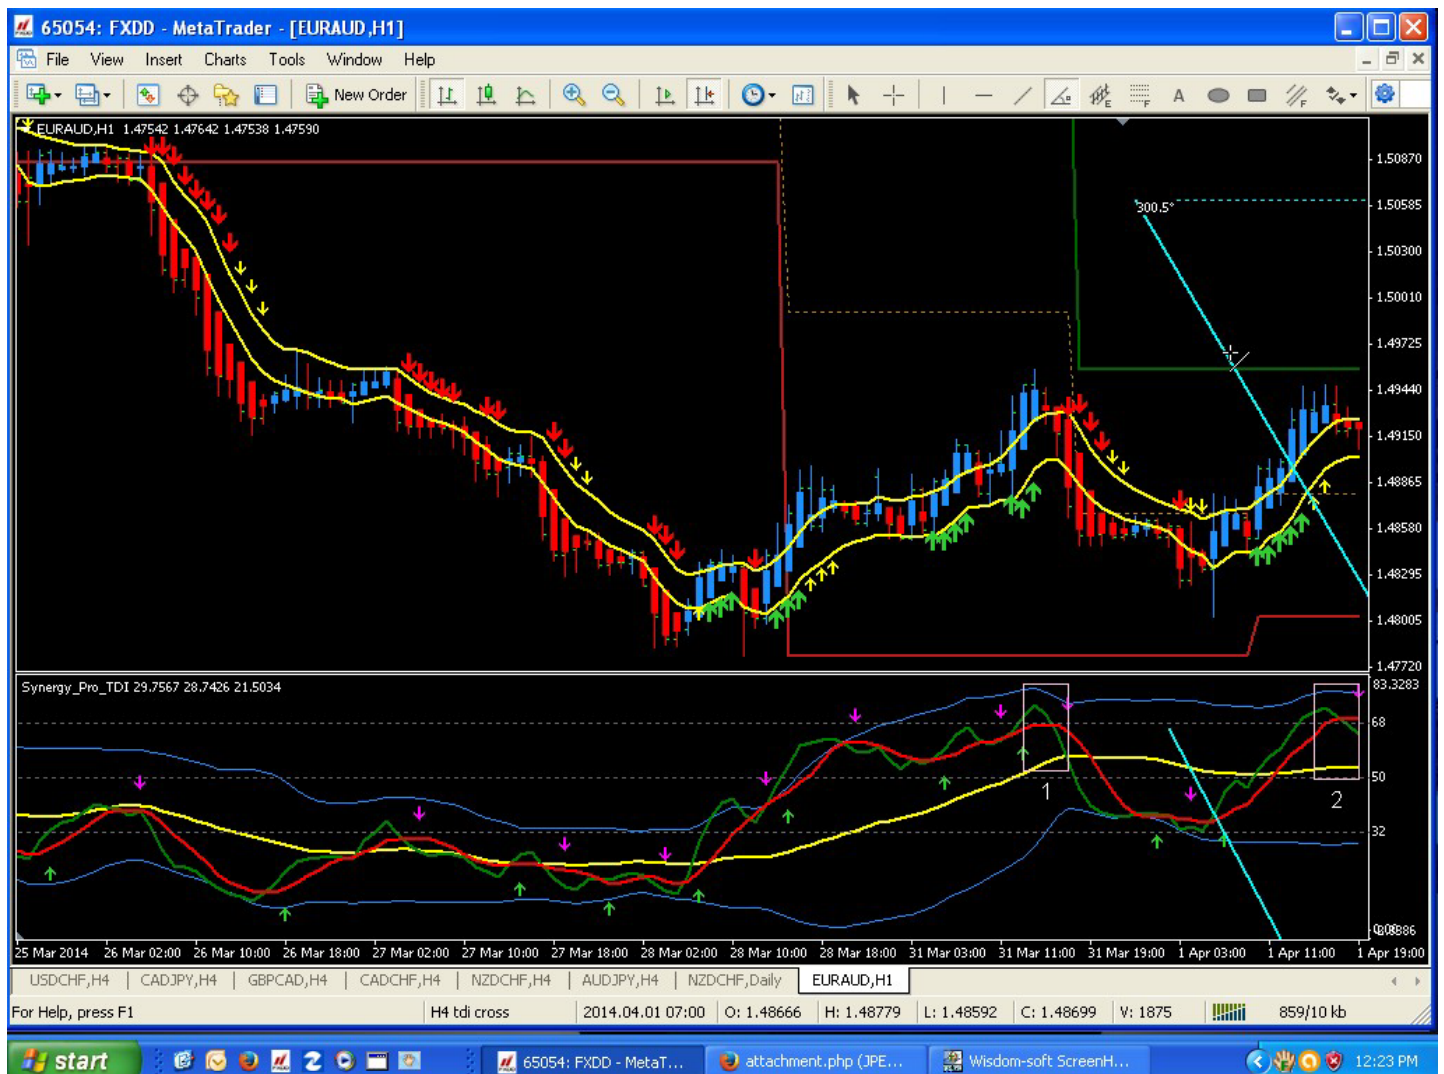 65054: FXDD - MetaTrader - [EURAUD,H1]
File View Insert Charts Tools Window Help
New Order
E F A F
EURAUD,H1 1.47542 1.47642 1.47538 1.47590
1.50870
300.5°
1.50585
1.50300
1.50010
1.49725
1.49440
1.49150
1.48865
1.48580
1.48295
1.48005
1.47720
Synergy_Pro_TDI 29.7567 28.7426 21.5034
83.3283
68
50
1
2
32
25 Mar 2014 26 Mar 02:00 26 Mar 10:00 26 Mar 18:00 27 Mar 02:00 27 Mar 10:00 27 Mar 18:00 28 Mar 02:00 28 Mar 10:00 28 Mar 18:00 31 Mar 03:00 31 Mar 11:00 31 Mar 19:00 1 Apr 03:00 1 Apr 11:00 1 Apr 19:00
USDCHF,H4 CADJPY,H4 GBPCAD,H4 CADCHF,H4 NZDCHF,H4 AUDJPY,H4 NZDCHF,Daily EURAUD,H1
For Help, press F1 H4 tdi cross 2014.04.01 07:00 O: 1.48666 H: 1.48779 L: 1.48592 C: 1.48699 V: 1875 859/10 kb
start 65054: FXDD - MetaT... attachment.php (JPE... Wisdom-soft ScreenH... 12:23 PM